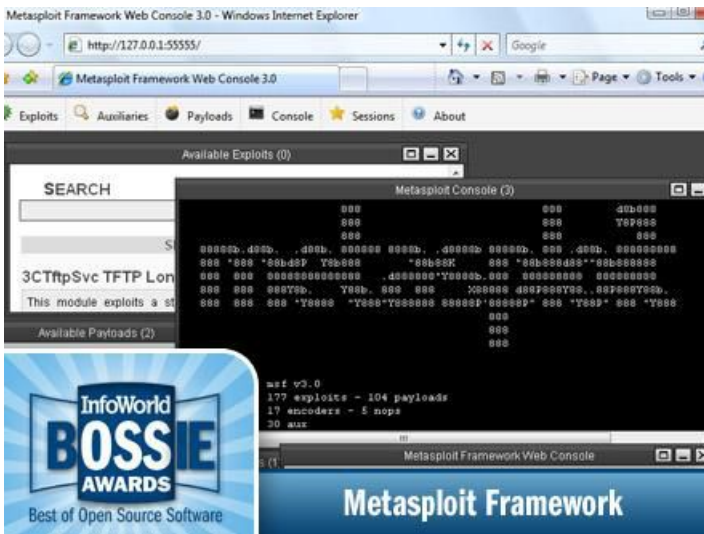 Metasploit Framework Web Console 3.0 - Windows Internet Explorer
http://127.0.0.1:55555/
Google
Metasploit Framework Web Console 3.0
Page
Tools
Exploits
Auxiliaries
Payloads
Console
Sessions
About
Available Exploits (0)
SEARCH
3CTftpSvc TFTP Lon
This module exploits a st
Available Payloads (2)
Metasploit Console (3)
msf v3.0
177 exploits - 104 payloads
17 encoders - 5 nops
30 aux
Metasploit Framework Web Console
InfoWorld
BOSSIE
AWARDS
Best of Open Source Software
Metasploit Framework